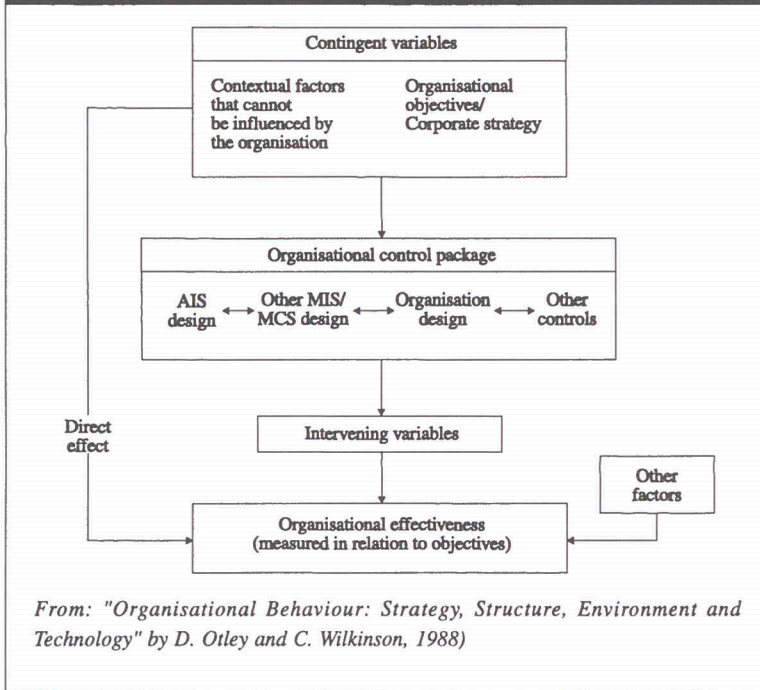 Contingent variables
Contextual factors
that cannot
be influenced by
the organisation
Organisational
objectives/
Corporate strategy
Organisational control package
AIS
design
Other MIS/
MCS design
Organisation
design
Other
controls
Direct
effect
Intervening variables
Other
factors
Organisational effectiveness
(measured in relation to objectives)
From: "Organisational Behaviour: Strategy, Structure, Environment and
Technology" by D. Otley and C. Wilkinson, 1988)